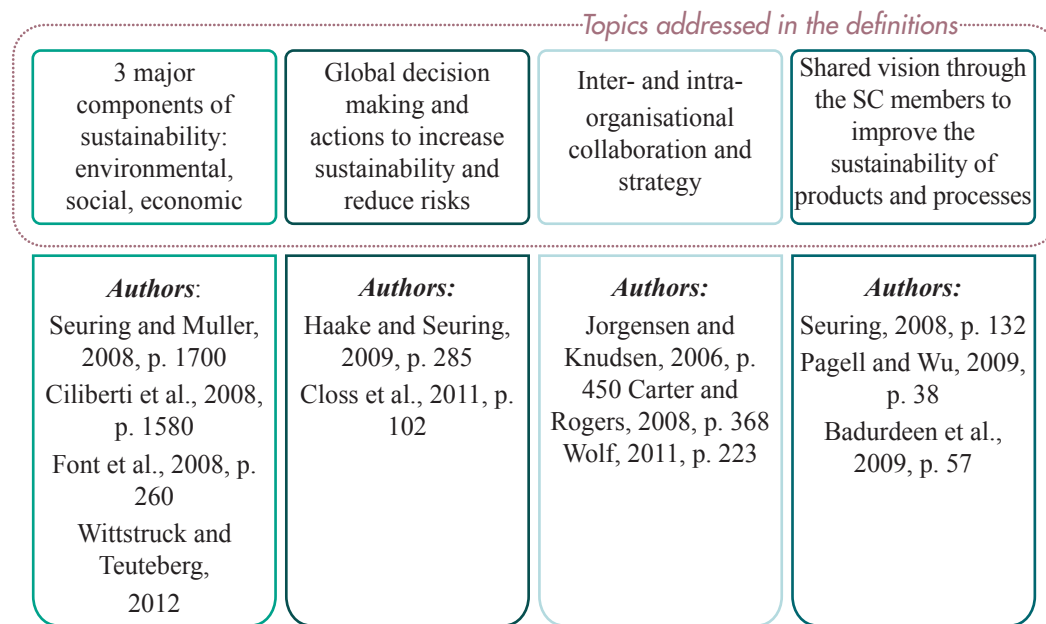 Topics addressed in the definitions
3 major
components of
sustainability:
environmental,
social, economic
Global decision
making and
actions to increase
sustainability and
reduce risks
Inter- and intra-
organisational
collaboration and
strategy
Shared vision through
the SC members to
improve the
sustainability of
products and processes
Authors:
Seuring and Muller,
2008, p. 1700
Ciliberti et al., 2008,
p. 1580
Font et al., 2008, p.
260
Wittstruck and
Teuteberg,
2012
Authors:
Haake and Seuring,
2009, p. 285
Closs et al., 2011, p.
102
Authors:
Jorgensen and
Knudsen, 2006, p.
450 Carter and
Rogers, 2008, p. 368
Wolf, 2011, p. 223
Authors:
Seuring, 2008, p. 132
Pagell and Wu, 2009,
p. 38
Badurdeen et al.,
2009, p. 57